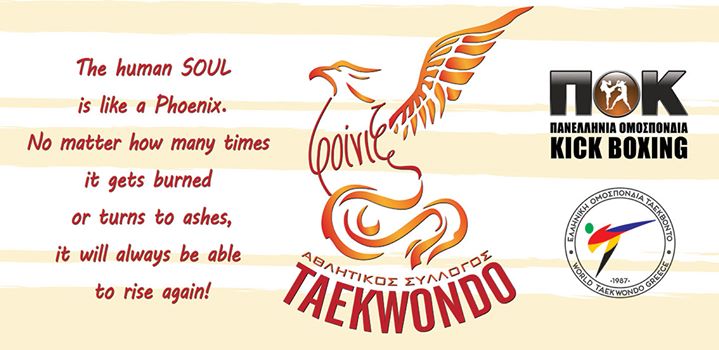 The human SOUL
is like a Phoenix.
No matter how many times
it gets burned
or turns to ashes,
it will always be able
to rise again!
φοίνιξ
ΑΘΛΗΤΙΚΟΣ ΣΥΛΛΟΓΟΣ
TAEKWONDO
ΠΟΚ
ΠΑΝΕΛΛΗΝΙΑ ΟΜΟΣΠΟΝΔΙΑ
KICK BOXING
ΕΛΛΗΝΙΚΗ ΟΜΟΣΠΟΝΔΙΑ ΤΑΕΚΒΟΝΤΟ
-1987-
WORLD TAEKWONDO GREECE